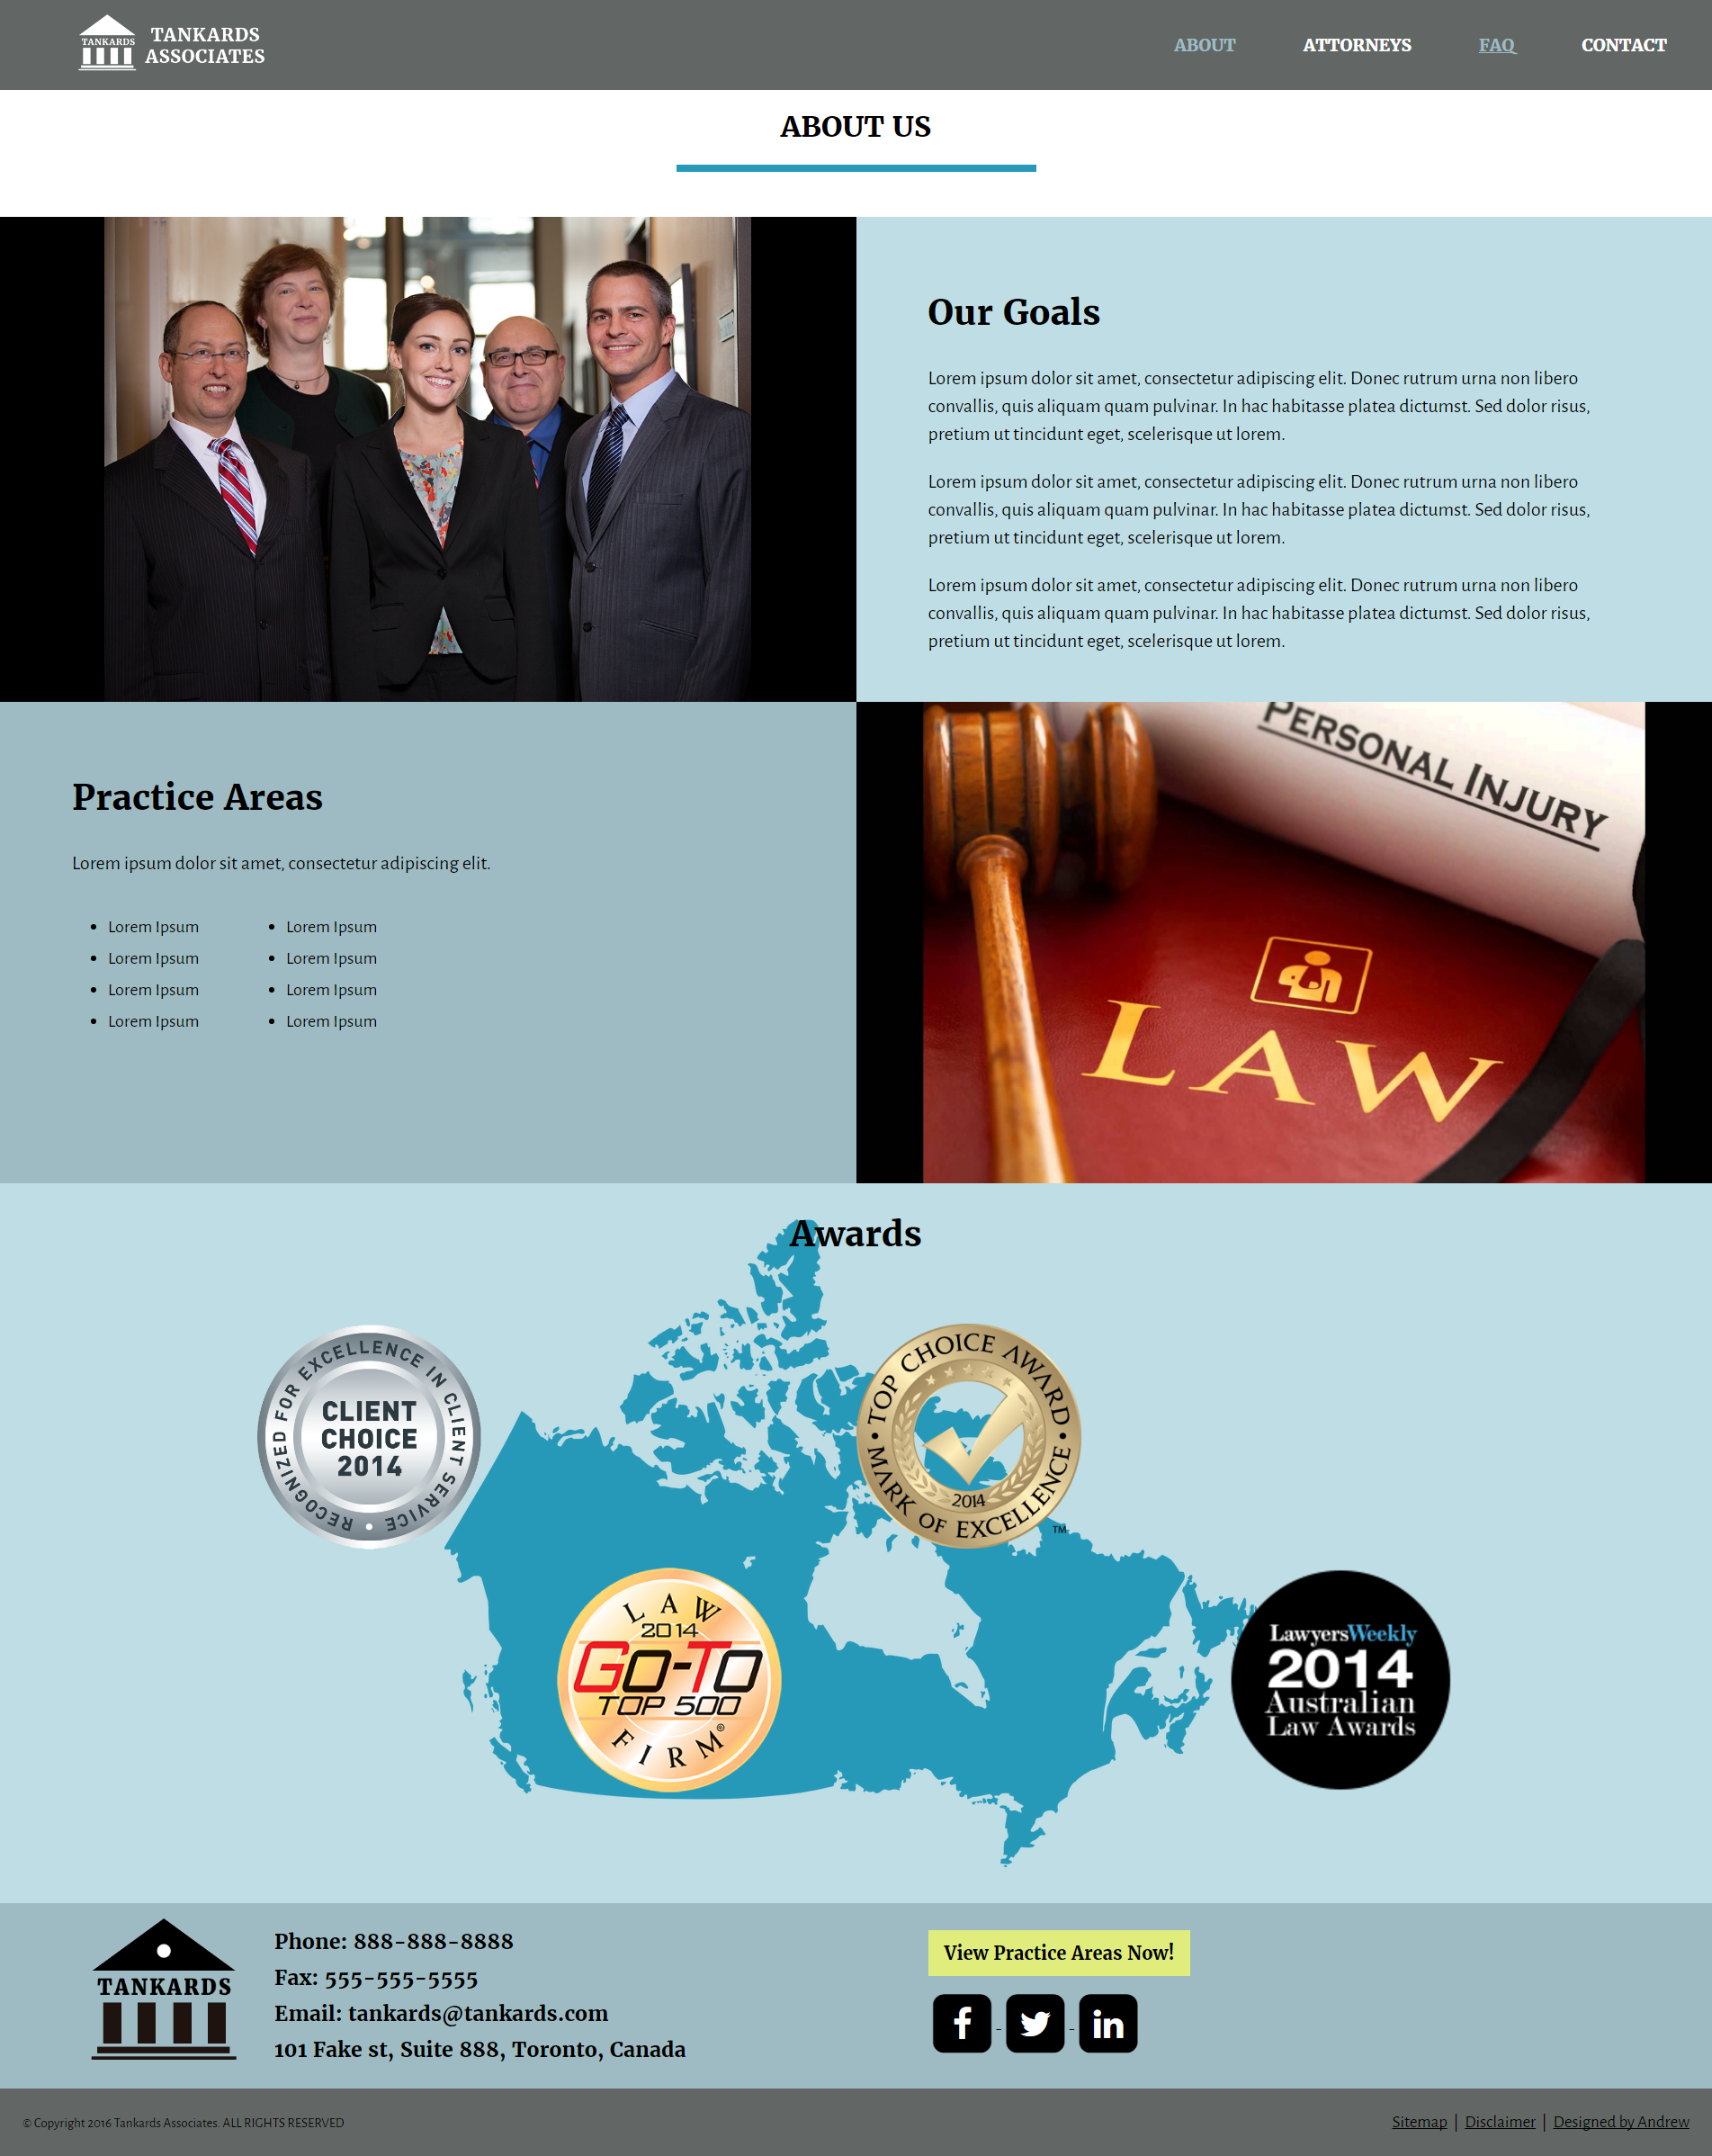 TANKARDS
TANKARDS
ASSOCIATES
ABOUT
ATTORNEYS
FAQ
CONTACT
ABOUT US
Our Goals
Lorem ipsum dolor sit amet, consectetur adipiscing elit. Donec rutrum urna non libero
convallis, quis aliquam quam pulvinar. In hac habitasse platea dictumst. Sed dolor risus,
pretium ut tincidunt eget, scelerisque ut lorem.
Lorem ipsum dolor sit amet, consectetur adipiscing elit. Donec rutrum urna non libero
convallis, quis aliquam quam pulvinar. In hac habitasse platea dictumst. Sed dolor risus,
pretium ut tincidunt eget, scelerisque ut lorem.
Lorem ipsum dolor sit amet, consectetur adipiscing elit. Donec rutrum urna non libero
convallis, quis aliquam quam pulvinar. In hac habitasse platea dictumst. Sed dolor risus,
pretium ut tincidunt eget, scelerisque ut lorem.
Practice Areas
Lorem ipsum dolor sit amet, consectetur adipiscing elit.
• Lorem Ipsum
• Lorem Ipsum
• Lorem Ipsum
• Lorem Ipsum
• Lorem Ipsum
• Lorem Ipsum
• Lorem Ipsum
• Lorem Ipsum
PERSONAL INJURY
LAW
Awards
RECOGNIZED FOR EXCELLENCE IN CLIENT SERVICE •
CLIENT
CHOICE
2014
• TOP CHOICE AWARD •
2014
MARK OF EXCELLENCE
TM
LAW
2014
GO-TO
TOP 500
FIRM®
LawyersWeekly
2014
Australian
Law Awards
TANKARDS
Phone: 888-888-8888
Fax: 555-555-5555
Email: tankards@tankards.com
101 Fake st, Suite 888, Toronto, Canada
View Practice Areas Now!
f - - in
© Copyright 2016 Tankards Associates. ALL RIGHTS RESERVED
Sitemap | Disclaimer | Designed by Andrew